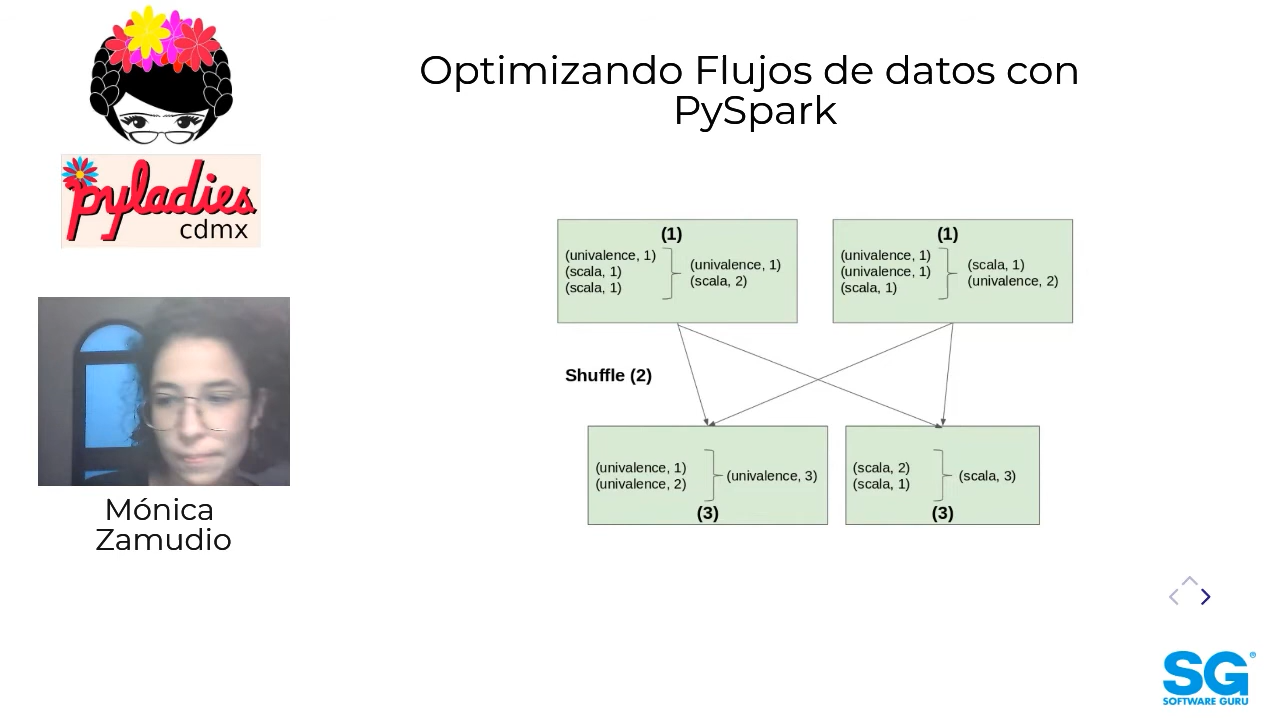 Optimizando Flujos de datos con
PySpark
pyladies
cdmx
Mónica
Zamudio
(1)
(univalence, 1)
(scala, 1)
(scala, 1)
(univalence, 1)
(scala, 2)
(1)
(univalence, 1)
(univalence, 1)
(scala, 1)
(scala, 1)
(univalence, 2)
Shuffle (2)
(univalence, 1)
(univalence, 2)
(univalence, 3)
(3)
(scala, 2)
(scala, 1)
(scala, 3)
(3)
SG®
SOFTWARE GURU